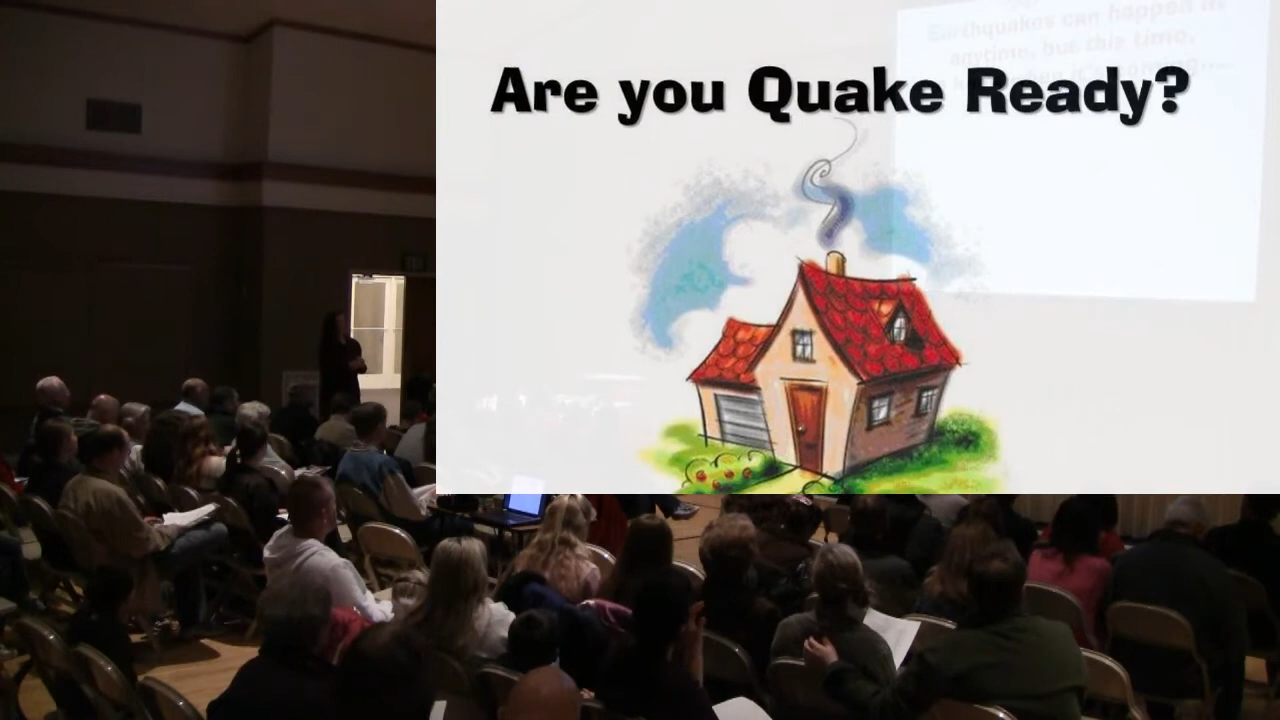 Earthquakes can happen at
anytime, but this time,
Are you Quake Ready?